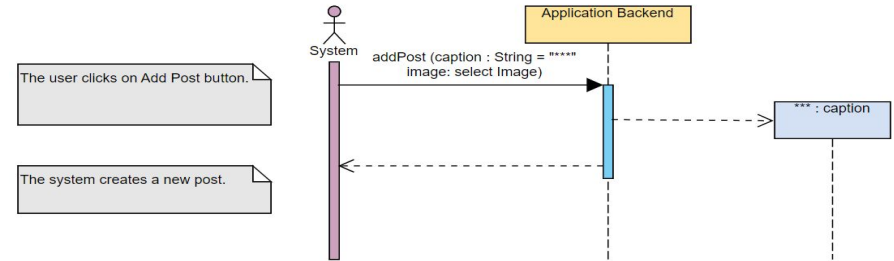 Application Backend
System
addPost (caption : String = "***"
image: select Image)
The user clicks on Add Post button.
*** : caption
The system creates a new post.